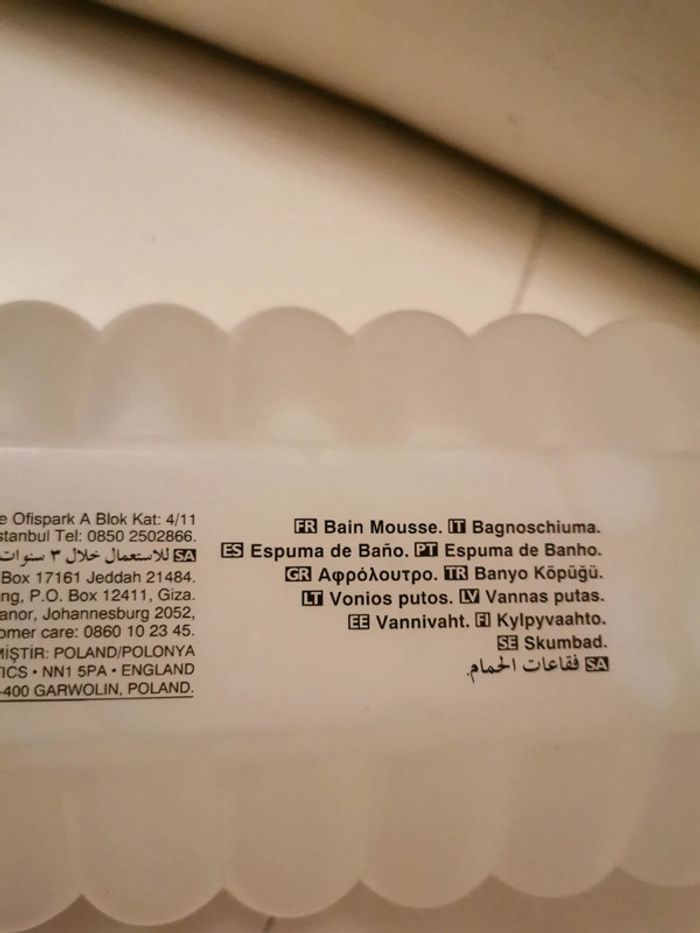 e Ofispark A Blok Kat: 4/11
stanbul Tel: 0850 2502866.
SA للاستعمال خلال ٣ سنوات
Box 17161 Jeddah 21484.
ng, P.O. Box 12411, Giza.
anor, Johannesburg 2052,
omer care: 0860 10 23 45.
MİŞTİR: POLAND/POLONYA
TICS • NN1 5PA • ENGLAND
-400 GARWOLIN, POLAND.
FR Bain Mousse. IT Bagnoschiuma.
ES Espuma de Baño. PT Espuma de Banho.
GR Αφρόλουτρο. TR Banyo Köpüğü.
LT Vonios putos. LV Vannas putas.
EE Vannivaht. FI Kylpyvaahto.
SE Skumbad.
SA فقاعات الحمام.